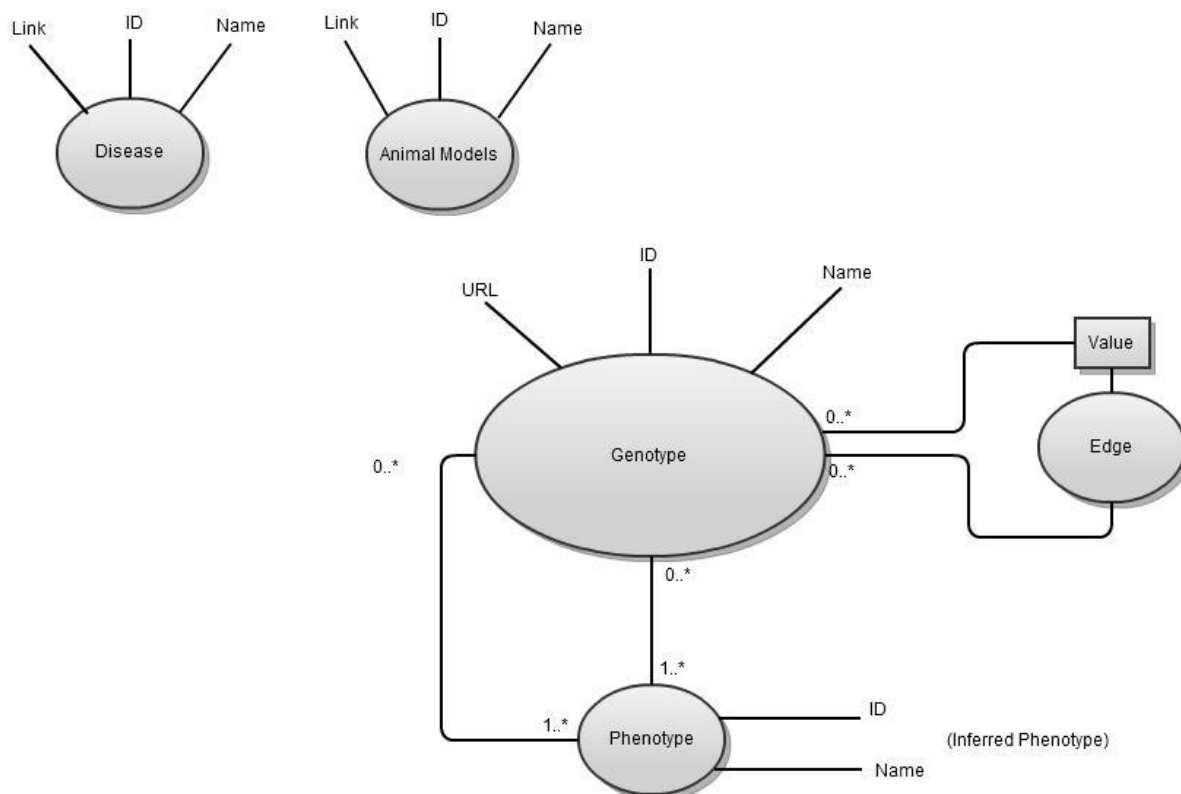 Link
ID
Name
Disease
Link
ID
Name
Animal Models
URL
ID
Name
Genotype
0..*
0..*
0..*
0..*
Value
Edge
1..*
1..*
Phenotype
ID
Name
(Inferred Phenotype)